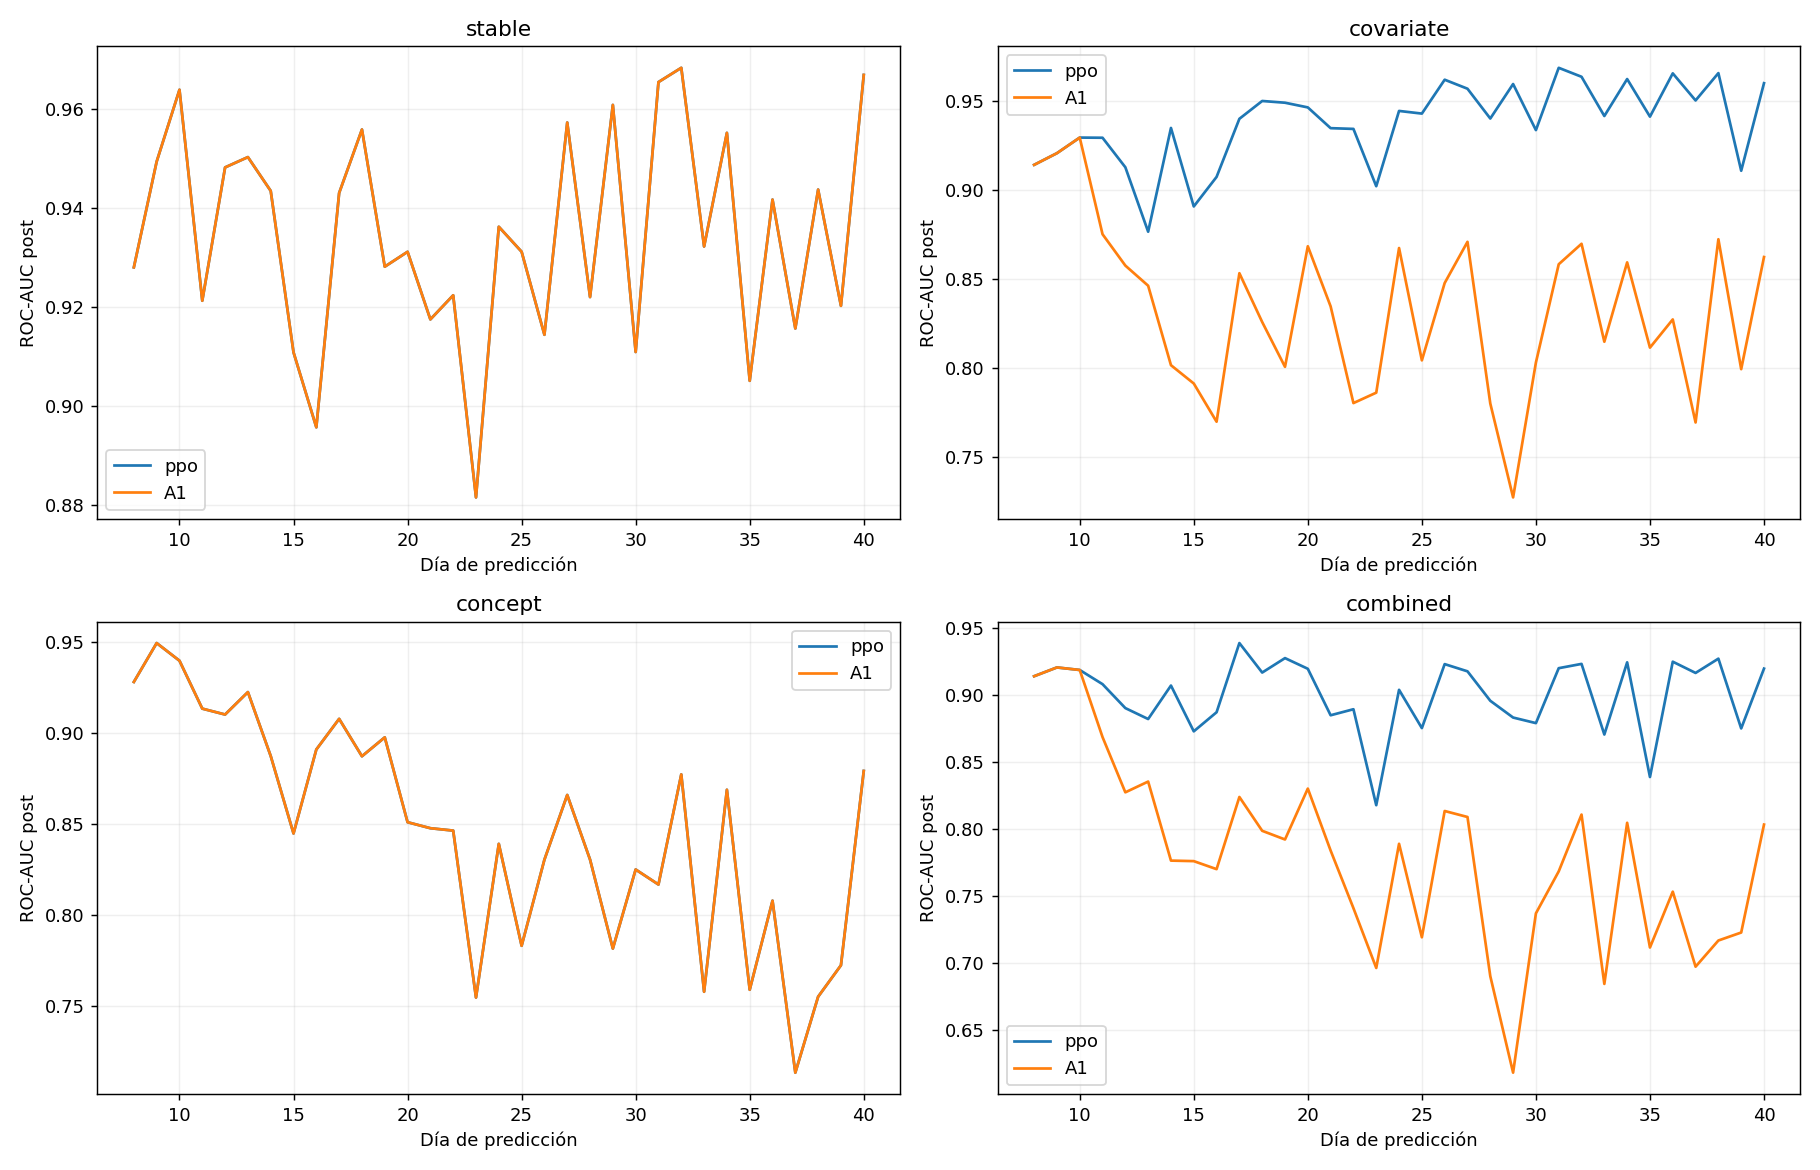 stable
0.96
0.94
0.92
0.90
0.88
ROC-AUC post
ppo
A1
10 15 20 25 30 35 40
Día de predicción
covariate
ppo
A1
0.95
0.90
0.85
0.80
0.75
ROC-AUC post
10 15 20 25 30 35 40
Día de predicción
concept
ppo
A1
0.95
0.90
0.85
0.80
0.75
ROC-AUC post
10 15 20 25 30 35 40
Día de predicción
combined
0.95
0.90
0.85
0.80
0.75
0.70
0.65
ROC-AUC post
ppo
A1
10 15 20 25 30 35 40
Día de predicción